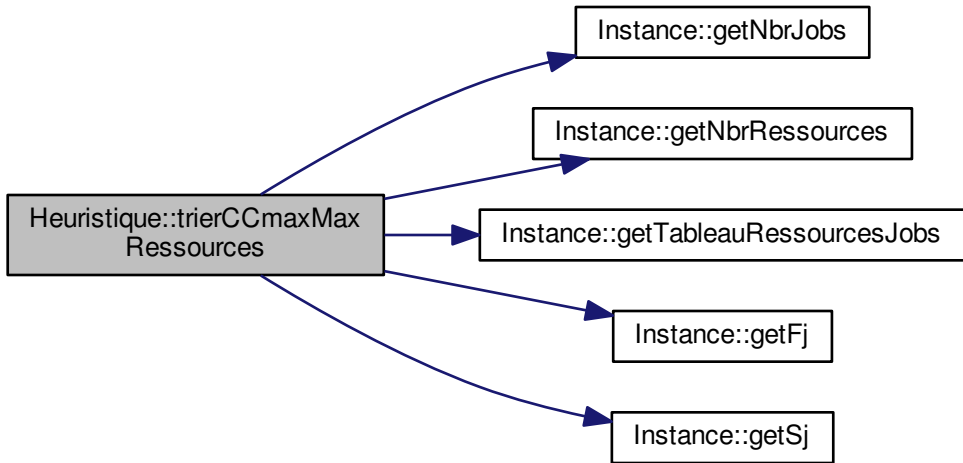 Instance::getNbrJobs
Instance::getNbrRessources
Heuristique::trierCCmaxMax
Ressources
Instance::getTableauRessourcesJobs
Instance::getFj
Instance::getSj